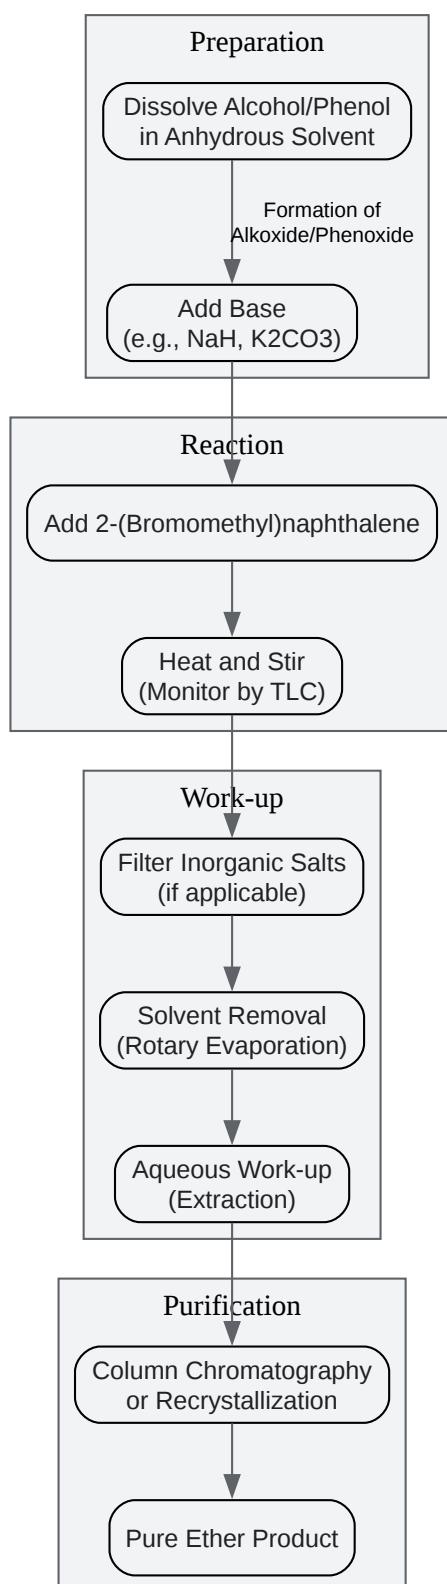 Preparation
Dissolve Alcohol/Phenol
in Anhydrous Solvent
Formation of
Alkoxide/Phenoxide
Add Base
(e.g., NaH, K2CO3)
Reaction
Add 2-(Bromomethyl)naphthalene
Heat and Stir
(Monitor by TLC)
Work-up
Filter Inorganic Salts
(if applicable)
Solvent Removal
(Rotary Evaporation)
Aqueous Work-up
(Extraction)
Purification
Column Chromatography
or Recrystallization
Pure Ether Product